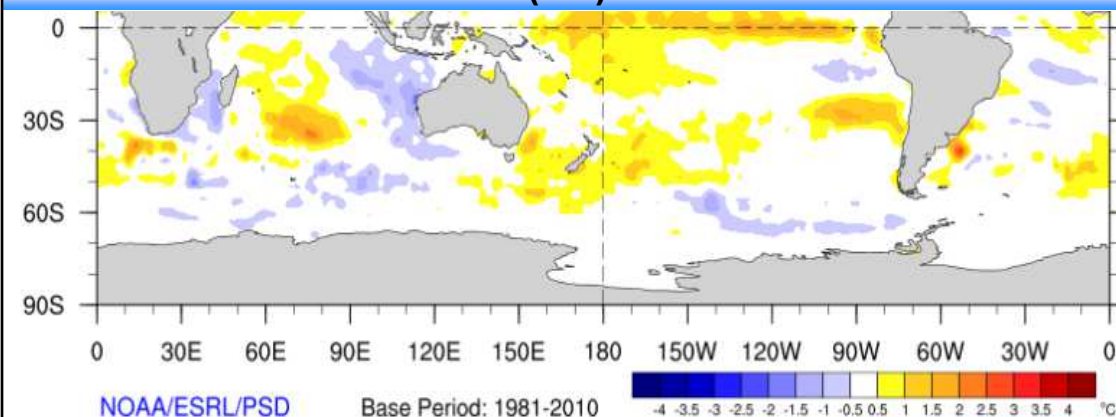 0
30S
60S
90S
0 30E 60E 90E 120E 150E 180 150W 120W 90W 60W 30W 0
NOAA/ESRL/PSD Base Period: 1981-2010
-4 -3.5 -3 -2.5 -2 -1.5 -1 -0.5 0.5 1 1.5 2 2.5 3 3.5 4 °C